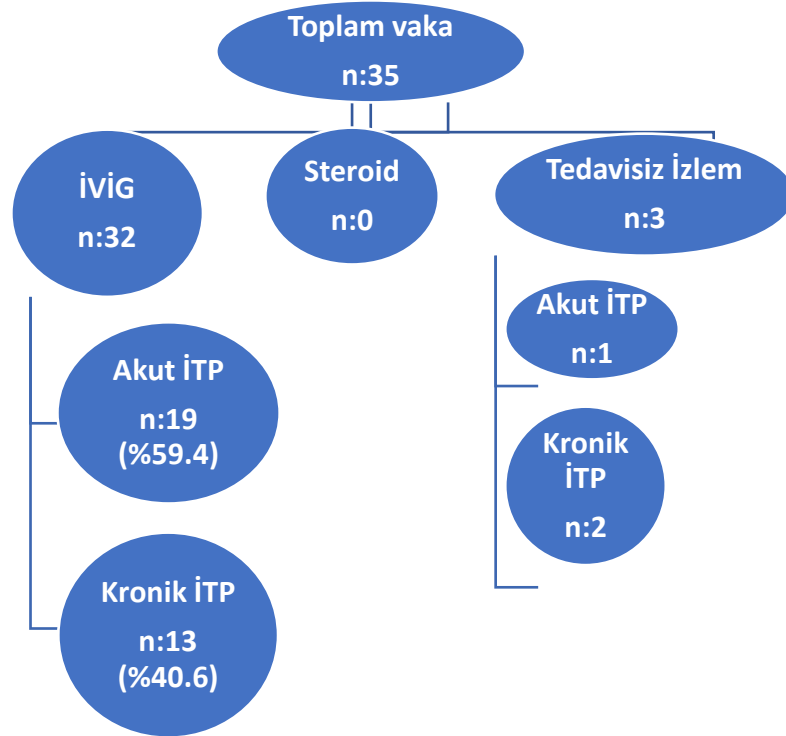 Toplam vaka
n:35
İVİG
n:32
Steroid
n:0
Tedavisiz İzlem
n:3
Akut İTP
n:19
(%59.4)
Kronik İTP
n:13
(%40.6)
Akut İTP
n:1
Kronik
İTP
n:2